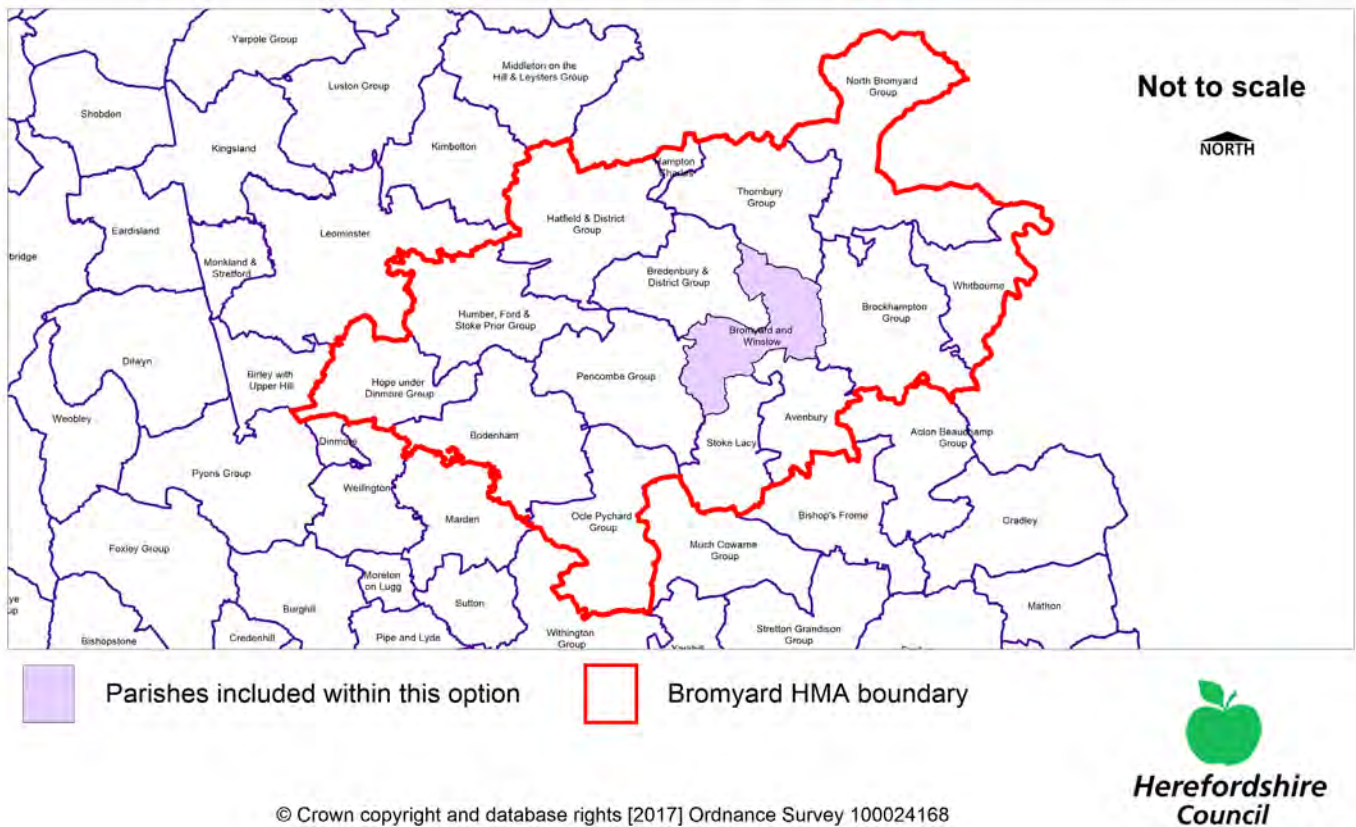 Yarpole Group
Middleton on the
Hill & Leysters Group
North Bromyard
Group
Not to scale
NORTH
Luston Group
Shobdon
Kingsland
Kimbolton
Hampton
Charles
Thornbury
Group
Hatfield & District
Group
Eardisland
Leominster
bridge
Monkland &
Stretford
Bredenbury &
District Group
Whitbourne
Brockhampton
Group
Humber, Ford &
Stoke Prior Group
Bromyard and
Winslow
Dilwyn
Birley with
Upper Hill
Hope under
Dinmore Group
Pencombe Group
Weobley
Avenbury
Acton Beauchamp
Group
Dinmore
Bodenham
Stoke Lacy
Pyons Group
Wellington
Marden
Ocle Pychard
Group
Bishop's Frome
Cradley
Foxley Group
Much Cowarne
Group
Moreton
on Lugg
Burghill
Sutton
Mathon
ye
up
Bishopstone
Credenhill
Pipe and Lyde
Withington
Group
Stretton Grandison
Group
Parishes included within this option
Bromyard HMA boundary
Herefordshire
Council
© Crown copyright and database rights [2017] Ordnance Survey 100024168